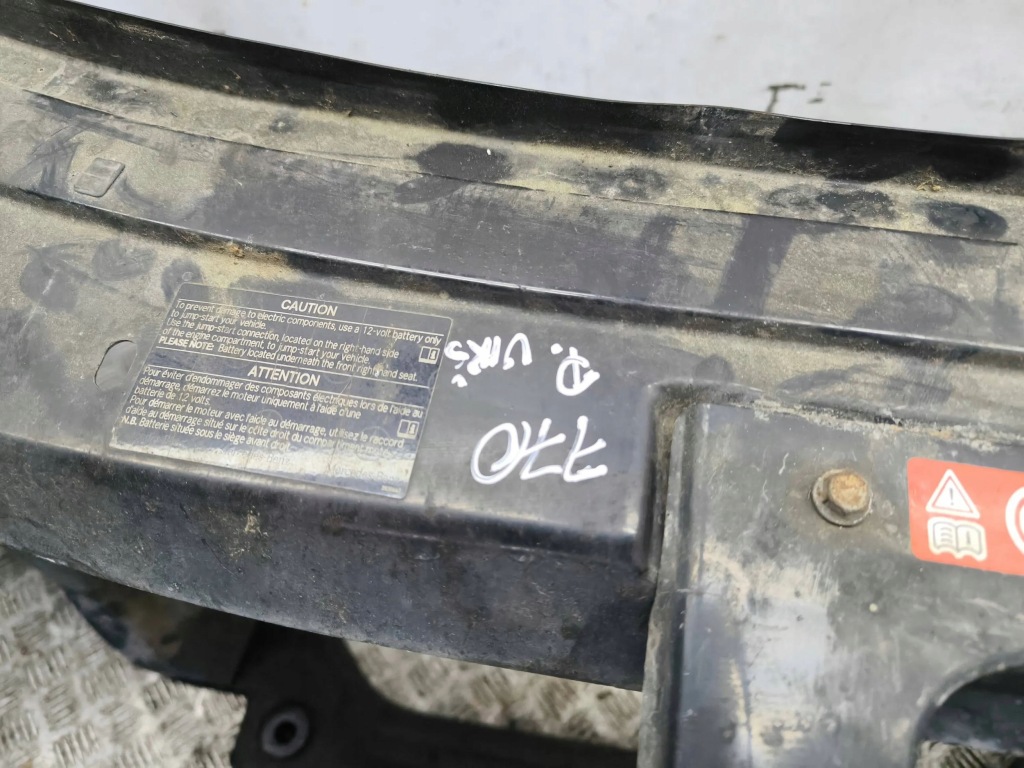 CAUTION
To prevent damage to electric components, use a 12-volt battery only
to jump-start your vehicle.
Use the jump-start connection, located on the right-hand side
of the engine compartment, to jump-start your vehicle.
PLEASE NOTE: Battery located underneath the front right-hand seat.
ATTENTION
Pour éviter d'endommager des composants électriques lors de l'aide au
démarrage, démarrez le moteur uniquement à l'aide d'une
batterie de 12 volts.
Pour démarrer le moteur avec l'aide au démarrage, utilisez le raccord
d'aide au démarrage situé sur le côté droit du compartiment
N.B. Batterie située sous le siège avant droit.
770